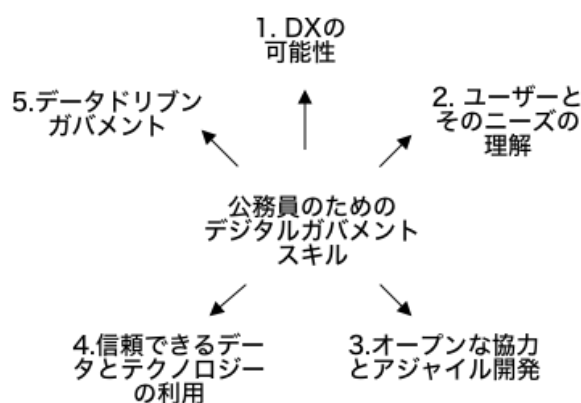 1. DXの
可能性
2. ユーザーと
そのニーズの
理解
3.オープンな協力
とアジャイル開発
4.信頼できるデー
タとテクノロジー
の利用
5.データドリブン
ガバメント
公務員のための
デジタルガバメント
スキル